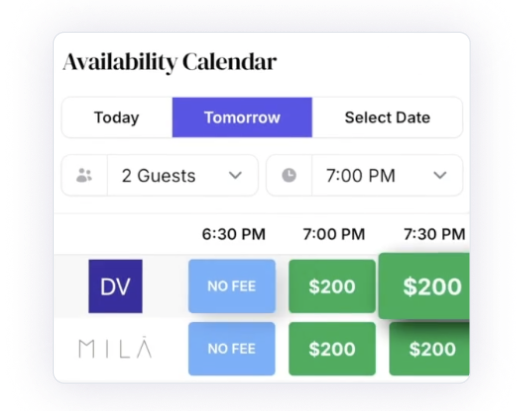 Availability Calendar
Today Tomorrow Select Date
2 Guests 7:00 PM
6:30 PM 7:00 PM 7:30 PM
DV NO FEE $200 $200
MILÀ NO FEE $200 $200